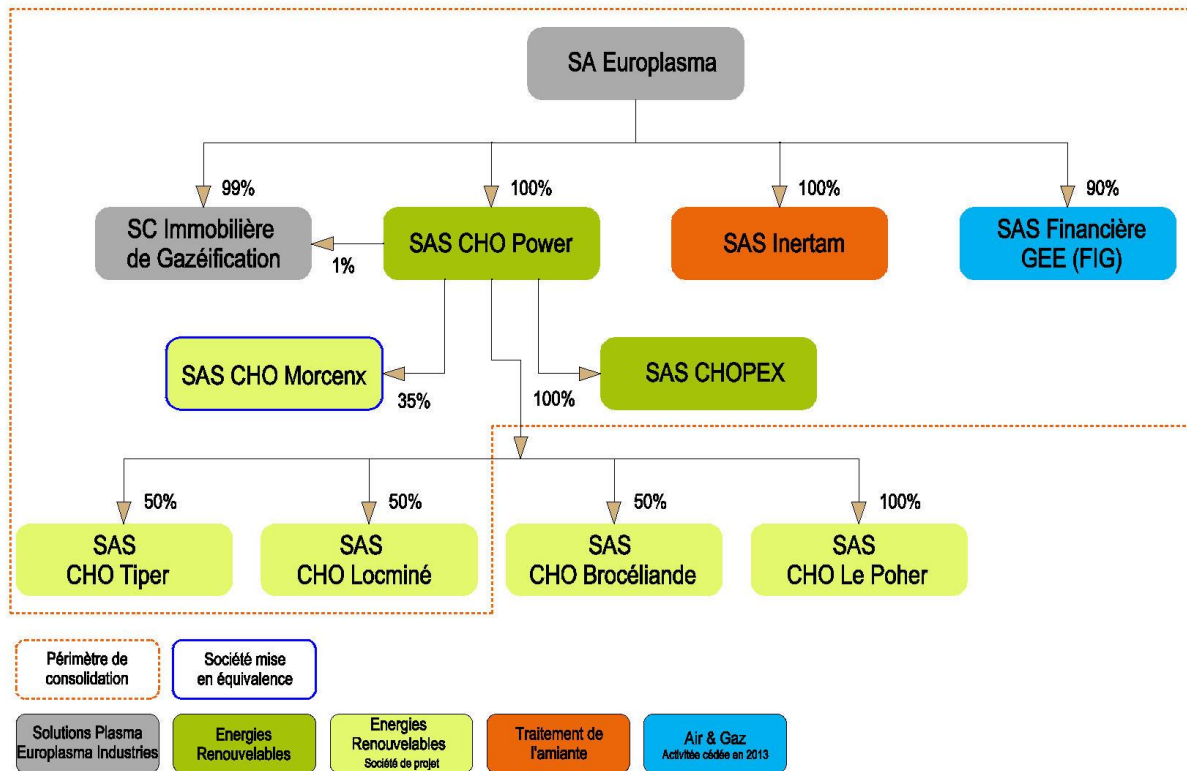 SA Europlasma
99%
100%
100%
90%
SC Immobilière
de Gazéification
SAS CHO Power
SAS Inertam
SAS Financière
GEE (FIG)
1%
SAS CHO Morcenx
35%
100%
SAS CHOPEX
50%
50%
50%
100%
SAS
CHO Tiper
SAS
CHO Locminé
SAS
CHO Brocéliande
SAS
CHO Le Poher
Périmètre de
consolidation
Société mise
en équivalence
Solutions Plasma
Europlasma Industries
Energies
Renouvelables
Energies
Renouvelables
Société de projet
Traitement de
l'amiante
Air & Gaz
Activitée cédée en 2013